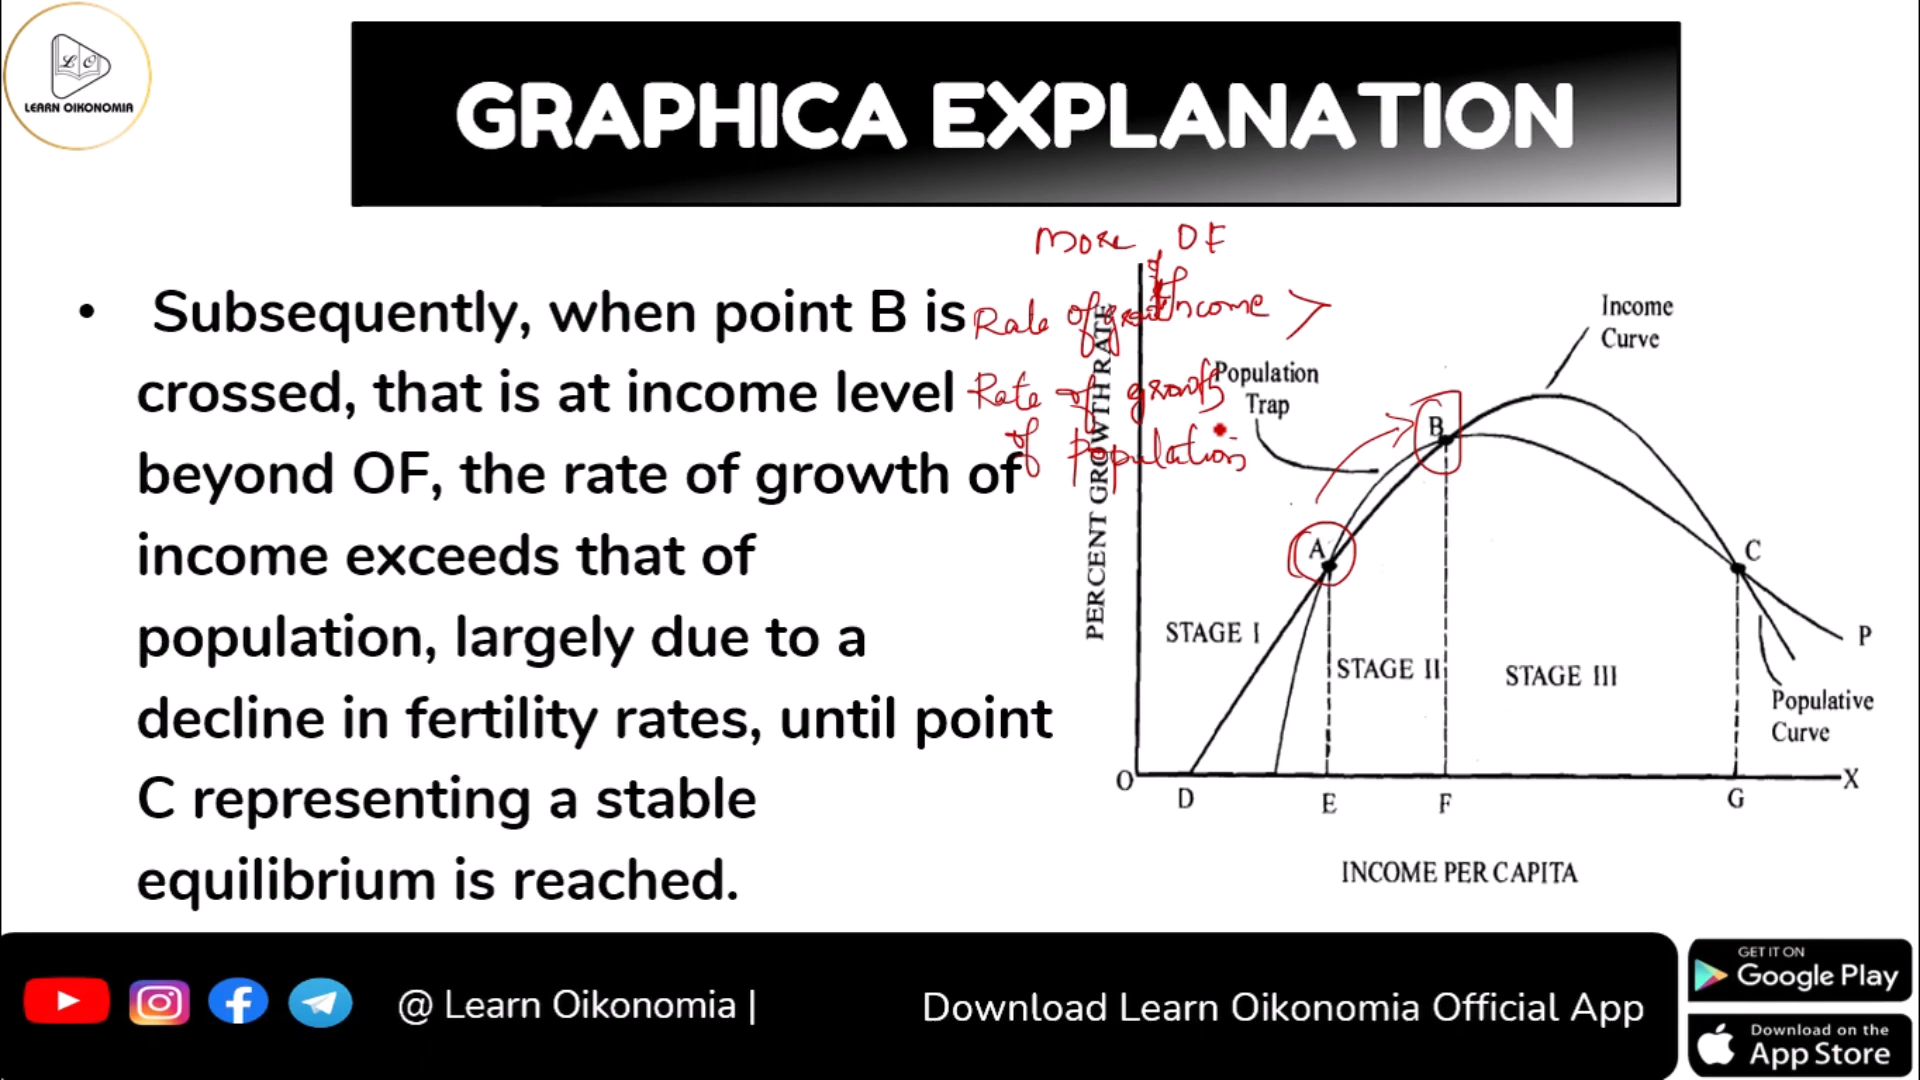 LEARN OIKONOMIA
GRAPHICA EXPLANATION
• Subsequently, when point B is
crossed, that is at income level
beyond OF, the rate of growth of
income exceeds that of
population, largely due to a
decline in fertility rates, until point
C representing a stable
equilibrium is reached.
More OF
Rate of of Income >
Rate of growth
of population
PERCENT GROWTH RATE
Population
Trap
Income
Curve
A
B
C
P
STAGE I
STAGE II
STAGE III
Populative
Curve
O
D
E
F
G
X
INCOME PER CAPITA
@ Learn Oikonomia |
Download Learn Oikonomia Official App
GET IT ON
Google Play
Download on the
App Store